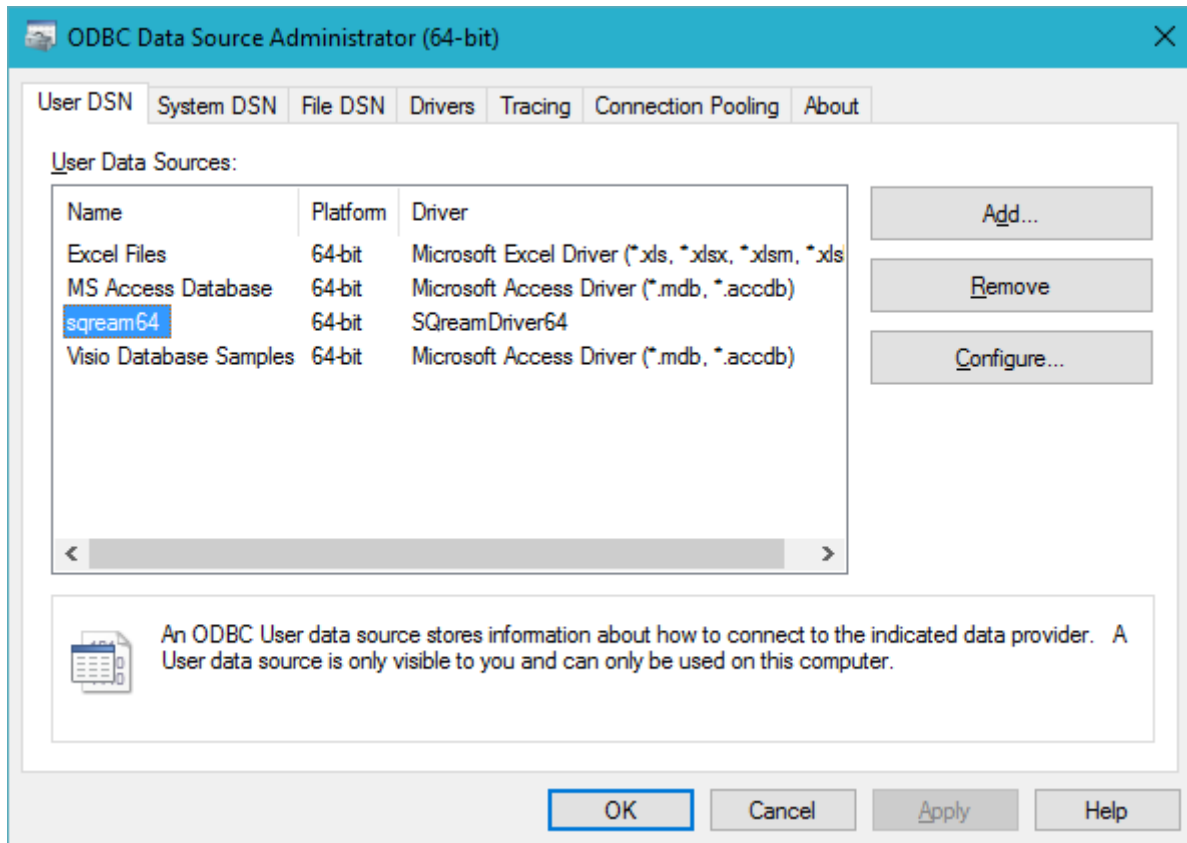 ODBC Data Source Administrator (64-bit)
User DSN System DSN File DSN Drivers Tracing Connection Pooling About
User Data Sources:
Name Platform Driver
Excel Files 64-bit Microsoft Excel Driver (*.xls, *.xlsx, *.xlsm, *.xlsl
MS Access Database 64-bit Microsoft Access Driver (*.mdb, *.accdb)
sqream64 64-bit SQreamDriver64
Visio Database Samples 64-bit Microsoft Access Driver (*.mdb, *.accdb)
Add...
Remove
Configure...
An ODBC User data source stores information about how to connect to the indicated data provider. A
User data source is only visible to you and can only be used on this computer.
OK Cancel Apply Help